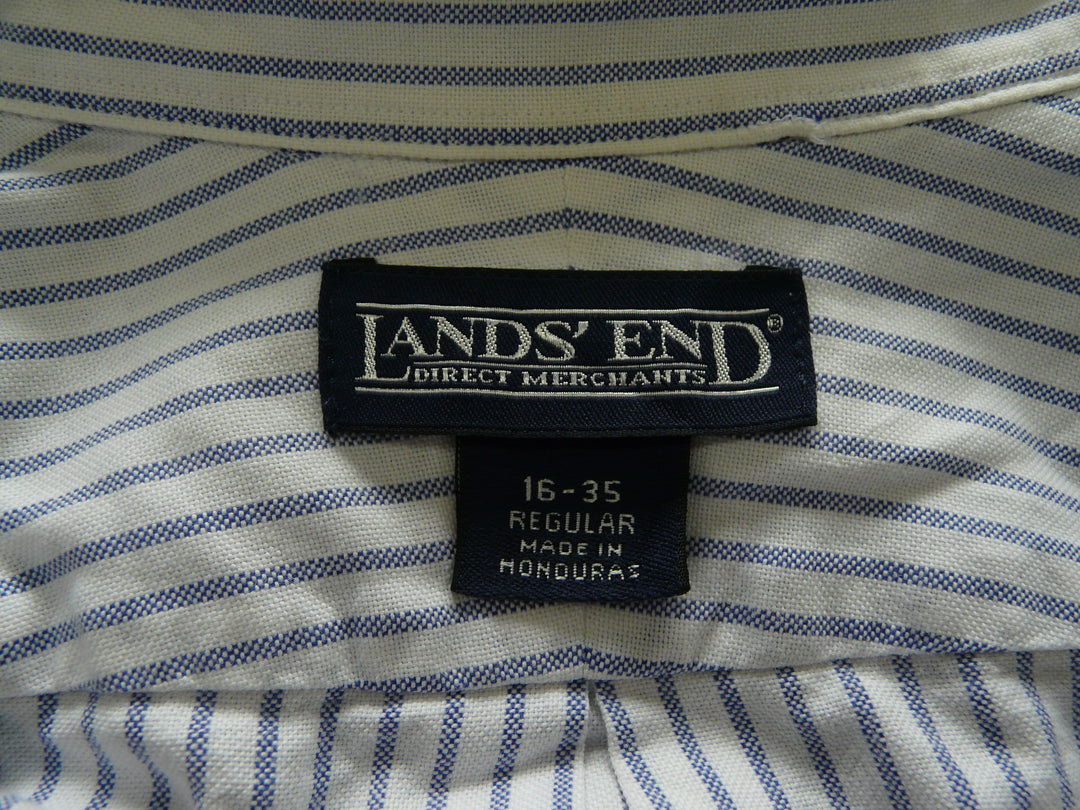 LANDS' END®
DIRECT MERCHANTS
16-35
REGULAR
MADE IN
HONDURAS